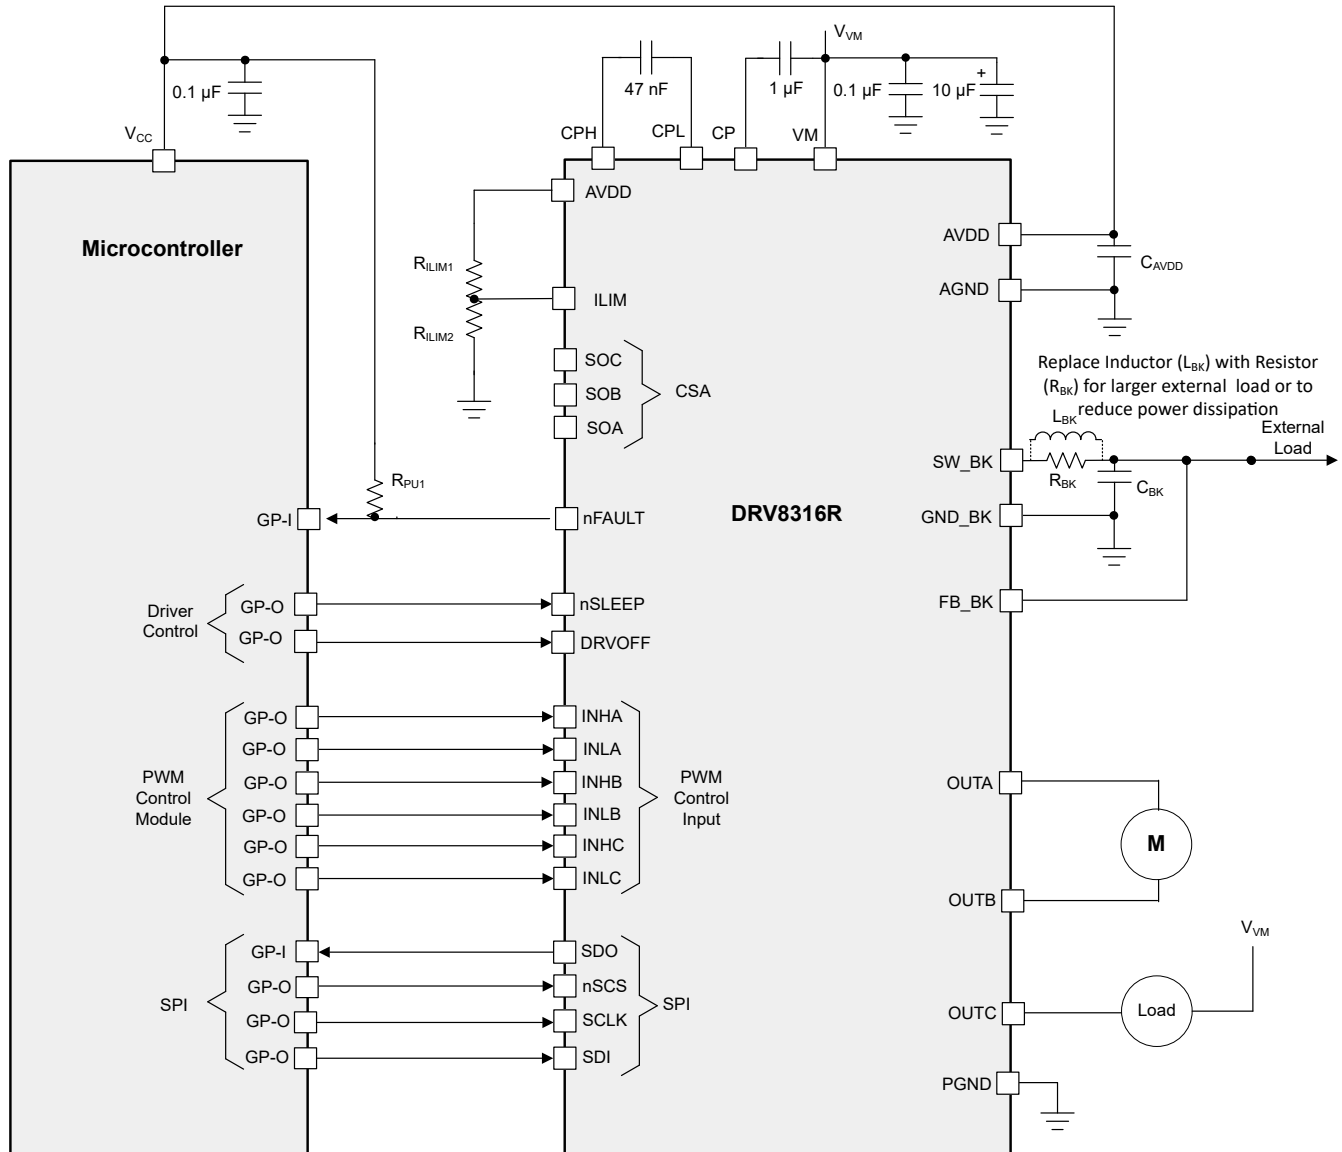 V_VM
0.1 µF
47 nF
1 µF
0.1 µF
+
10 µF
V_CC
CPH
CPL
CP
VM
Microcontroller
AVDD
R_ILIM1
ILIM
R_ILIM2
SOC
SOB
SOA
CSA
AVDD
C_AVDD
AGND
Replace Inductor (L_BK) with Resistor
(R_BK) for larger external load or to
reduce power dissipation
L_BK
External
Load
SW_BK
R_BK
C_BK
R_PU1
GP-I
nFAULT
DRV8316R
GND_BK
Driver
Control
GP-O
nSLEEP
FB_BK
GP-O
DRVOFF
PWM
Control
Module
GP-O
INHA
GP-O
INLA
GP-O
INHB
GP-O
INLB
GP-O
INHC
GP-O
INLC
PWM
Control
Input
OUTA
M
OUTB
SPI
GP-I
SDO
GP-O
nSCS
GP-O
SCLK
GP-O
SDI
SPI
V_VM
OUTC
Load
PGND